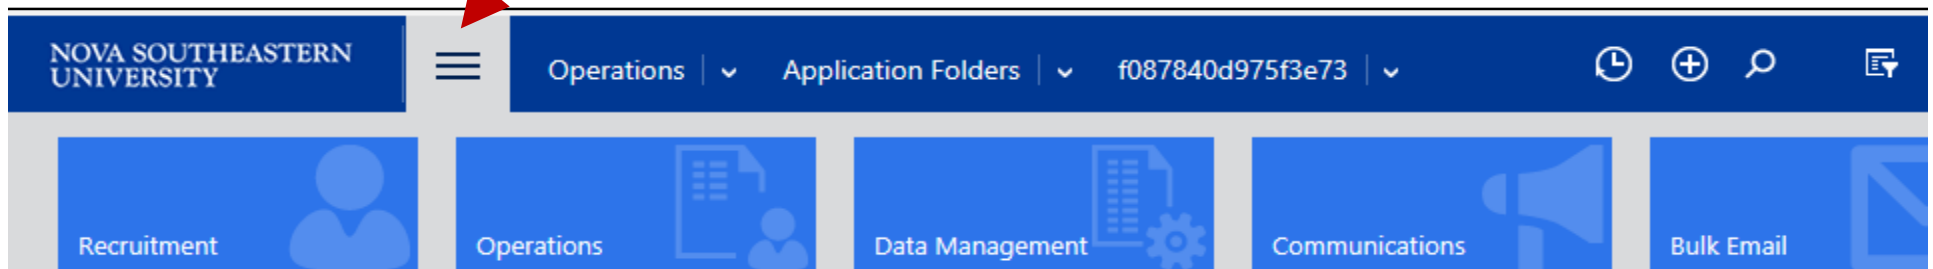 NOVA SOUTHEASTERN
UNIVERSITY
Operations
Application Folders
f087840d975f3e73
Recruitment
Operations
Data Management
Communications
Bulk Email